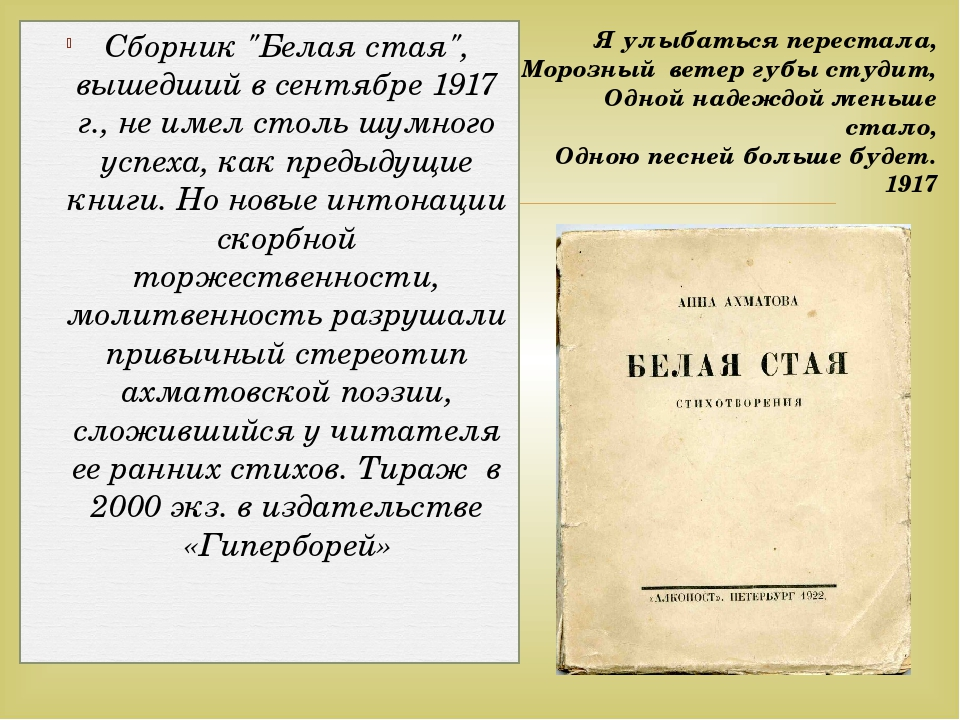 Сборник "Белая стая",
вышедший в сентябре 1917
г., не имел столь шумного
успеха, как предыдущие
книги. Но новые интонации
скорбной
торжественности,
молитвенность разрушали
привычный стереотип
ахматовской поэзии,
сложившийся у читателя
ее ранних стихов. Тираж в
2000 экз. в издательстве
«Гиперборей»
Я улыбаться перестала,
Морозный ветер губы студит,
Одной надеждой меньше
стало,
Одною песней больше будет.
1917
АННА АХМАТОВА
БЕЛАЯ СТАЯ
СТИХОТВОРЕНИЯ
«АЛКОНОСТ». ПЕТЕРБУРГ 1922.